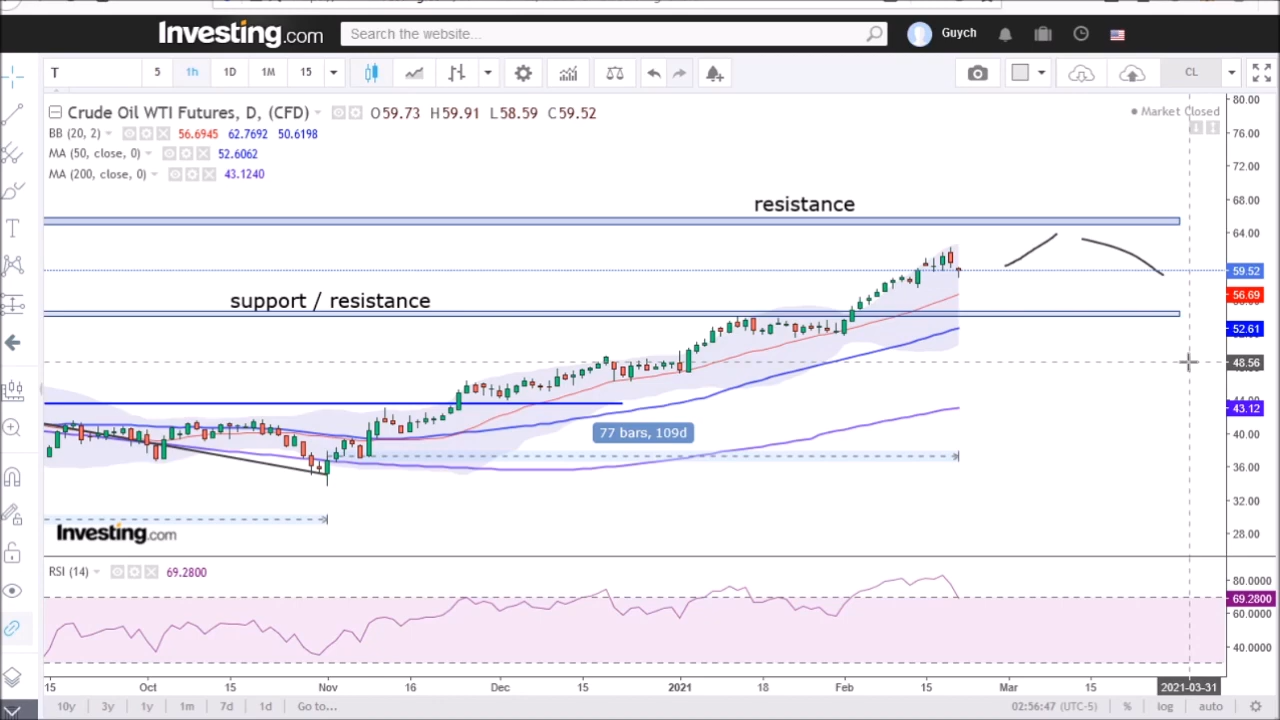 Investing.com
Search the website...
Guych
T
5
1h
1D
1M
15
CL
Crude Oil WTI Futures, D, (CFD)
O59.73 H59.91 L58.59 C59.52
Market Closed
BB (20, 2) 56.6945 62.7692 50.6198
MA (50, close, 0) 52.6062
MA (200, close, 0) 43.1240
80.00
76.00
72.00
68.00
64.00
59.52
56.69
52.61
48.56
43.12
40.00
36.00
32.00
28.00
resistance
support / resistance
77 bars, 109d
Investing.com
RSI (14) 69.2800
80.0000
69.2800
60.0000
40.0000
15 Oct 15 Nov 16 Dec 15 2021 18 Feb 15 Mar 15 2021-03-31
10y 3y 1y 1m 7d 1d Go to...
02:56:47 (UTC-5) % log auto